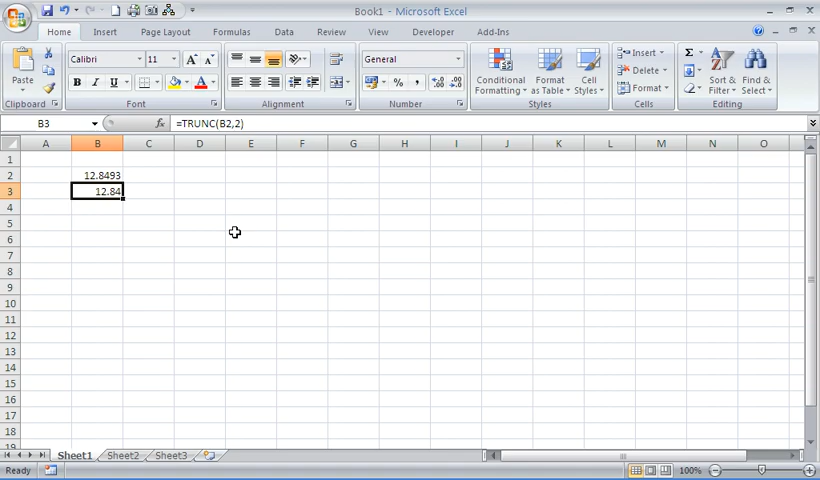 Book1 - Microsoft Excel
Home Insert Page Layout Formulas Data Review View Developer Add-Ins
Paste
Clipboard
Calibri 11
B I U
Font
Alignment
General
%
Number
Conditional Formatting
Format as Table
Cell Styles
Styles
Insert
Delete
Format
Cells
Σ
Sort & Filter
Find & Select
Editing
B3 fx =TRUNC(B2,2)
A B C D E F G H I J K L M N O
1
2 12.8493
3 12.84
4
5
6
7
8
9
10
11
12
13
14
15
16
17
18
19
Sheet1 Sheet2 Sheet3
Ready 100%